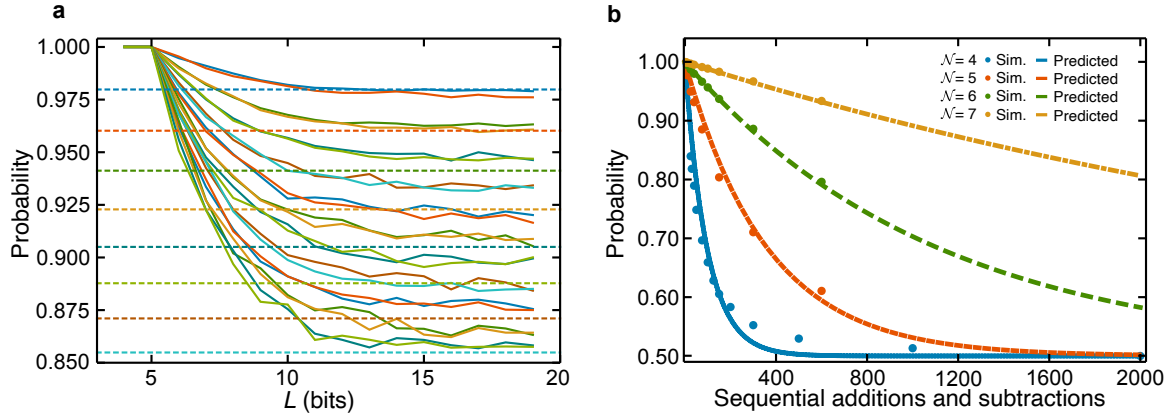 a
Probability
1.000
0.975
0.950
0.925
0.900
0.875
0.850
5
10
15
20
L (bits)
b
Probability
1.00
0.90
0.80
0.70
0.60
0.50
𝒩= 4 Sim. Predicted
𝒩= 5 Sim. Predicted
𝒩= 6 Sim. Predicted
𝒩= 7 Sim. Predicted
400
800
1200
1600
2000
Sequential additions and subtractions